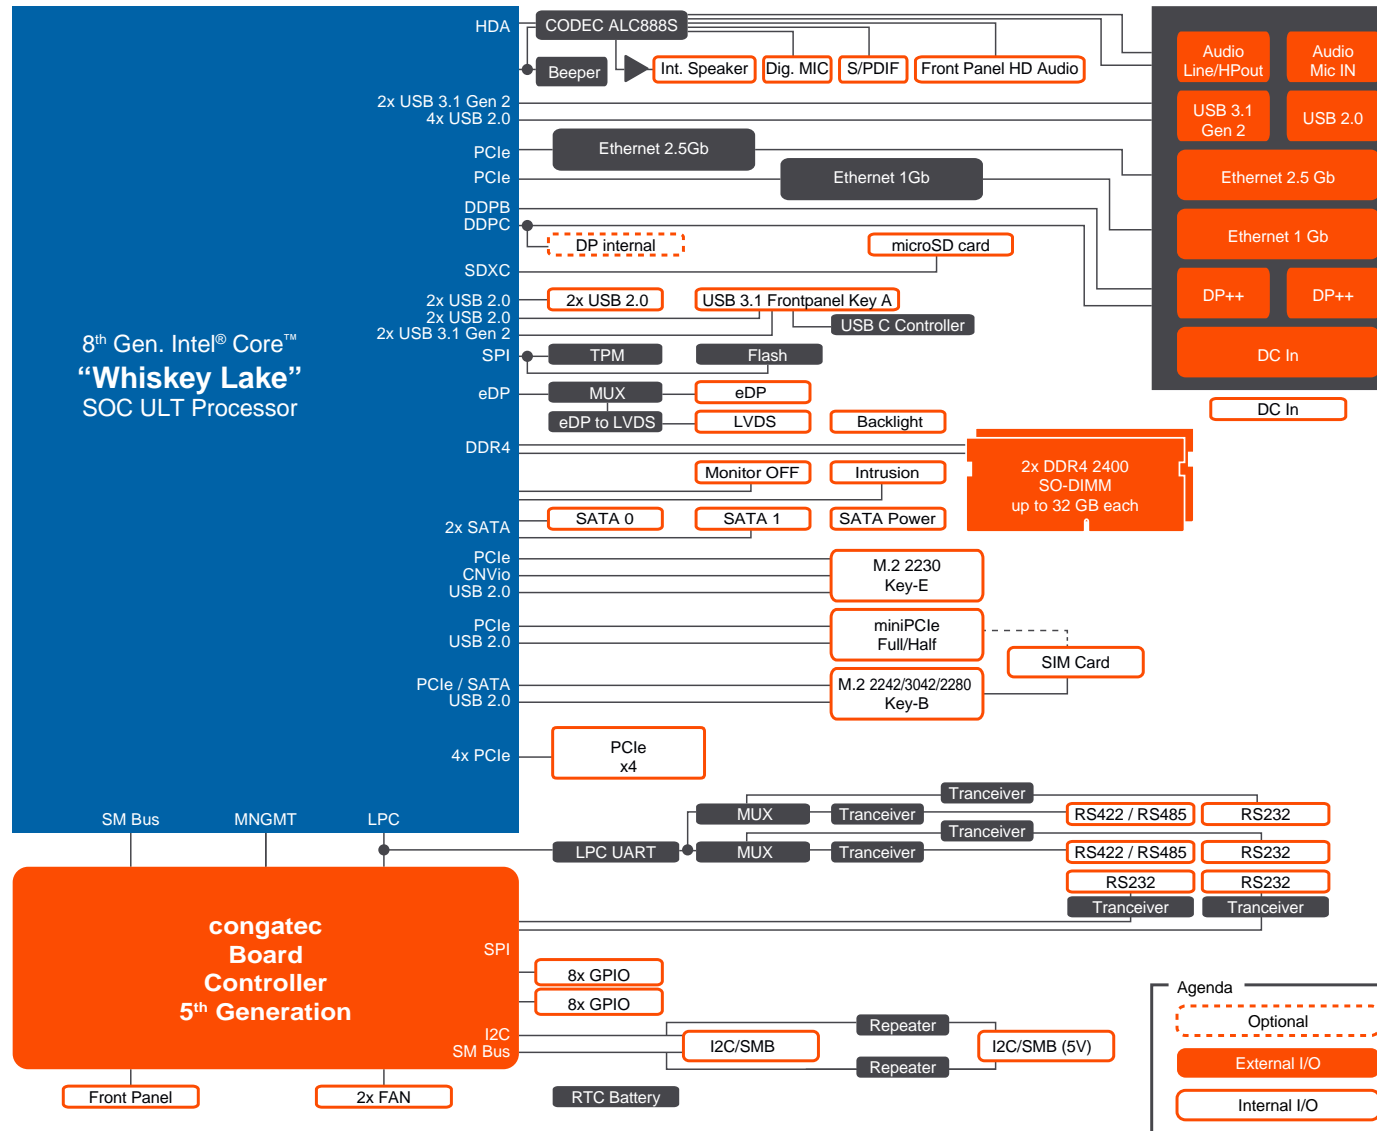 HDA
CODEC ALC888S
Beeper
Int. Speaker
Dig. MIC
S/PDIF
Front Panel HD Audio
Audio
Line/HPout
Audio
Mic IN
2x USB 3.1 Gen 2
4x USB 2.0
USB 3.1
Gen 2
USB 2.0
PCIe
Ethernet 2.5Gb
Ethernet 2.5 Gb
PCIe
Ethernet 1Gb
Ethernet 1 Gb
DDPB
DDPC
DP internal
microSD card
DP++
DP++
SDXC
2x USB 2.0
2x USB 2.0
USB 3.1 Frontpanel Key A
2x USB 2.0
2x USB 3.1 Gen 2
USB C Controller
SPI
TPM
Flash
DC In
DC In
8th Gen. Intel® Core™
“Whiskey Lake”
SOC ULT Processor
eDP
MUX
eDP
eDP to LVDS
LVDS
Backlight
DDR4
2x DDR4 2400
SO-DIMM
up to 32 GB each
Monitor OFF
Intrusion
2x SATA
SATA 0
SATA 1
SATA Power
PCIe
CNVio
USB 2.0
M.2 2230
Key-E
PCIe
USB 2.0
miniPCIe
Full/Half
SIM Card
PCIe / SATA
USB 2.0
M.2 2242/3042/2280
Key-B
4x PCIe
PCIe
x4
SM Bus
MNGMT
LPC
Tranceiver
MUX
Tranceiver
RS422 / RS485
RS232
Tranceiver
LPC UART
MUX
Tranceiver
RS422 / RS485
RS232
RS232
RS232
Tranceiver
Tranceiver
congatec
Board
Controller
5th Generation
SPI
8x GPIO
8x GPIO
I2C
SM Bus
I2C/SMB
Repeater
Repeater
I2C/SMB (5V)
Front Panel
2x FAN
RTC Battery
Agenda
Optional
External I/O
Internal I/O